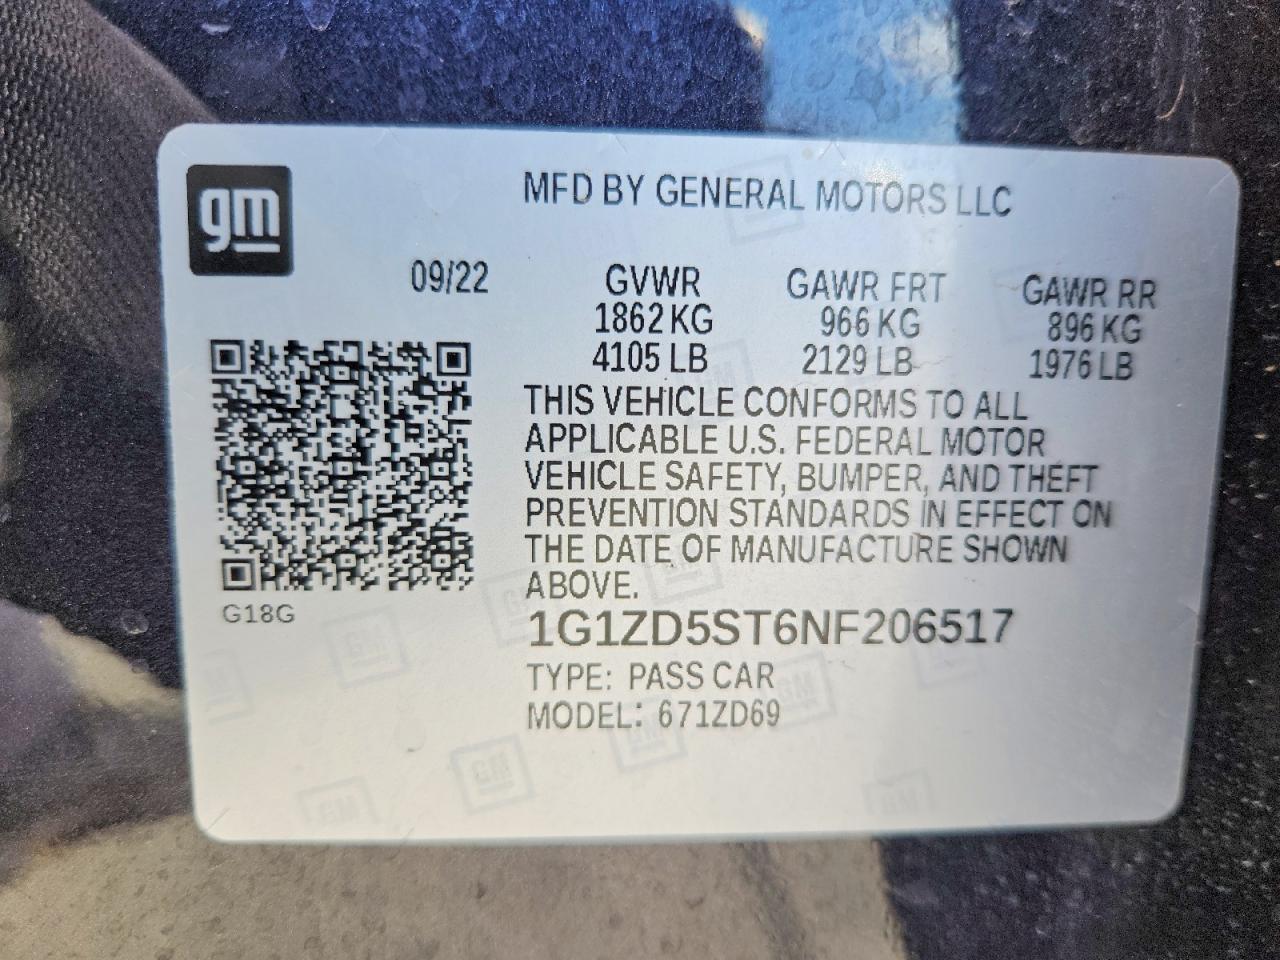 gm
MFD BY GENERAL MOTORS LLC
09/22 GVWR GAWR FRT GAWR RR
1862 KG 966 KG 896 KG
4105 LB 2129 LB 1976 LB
THIS VEHICLE CONFORMS TO ALL
APPLICABLE U.S. FEDERAL MOTOR
VEHICLE SAFETY, BUMPER, AND THEFT
PREVENTION STANDARDS IN EFFECT ON
THE DATE OF MANUFACTURE SHOWN
ABOVE.
G18G
1G1ZD5ST6NF206517
TYPE: PASS CAR
MODEL: 671ZD69